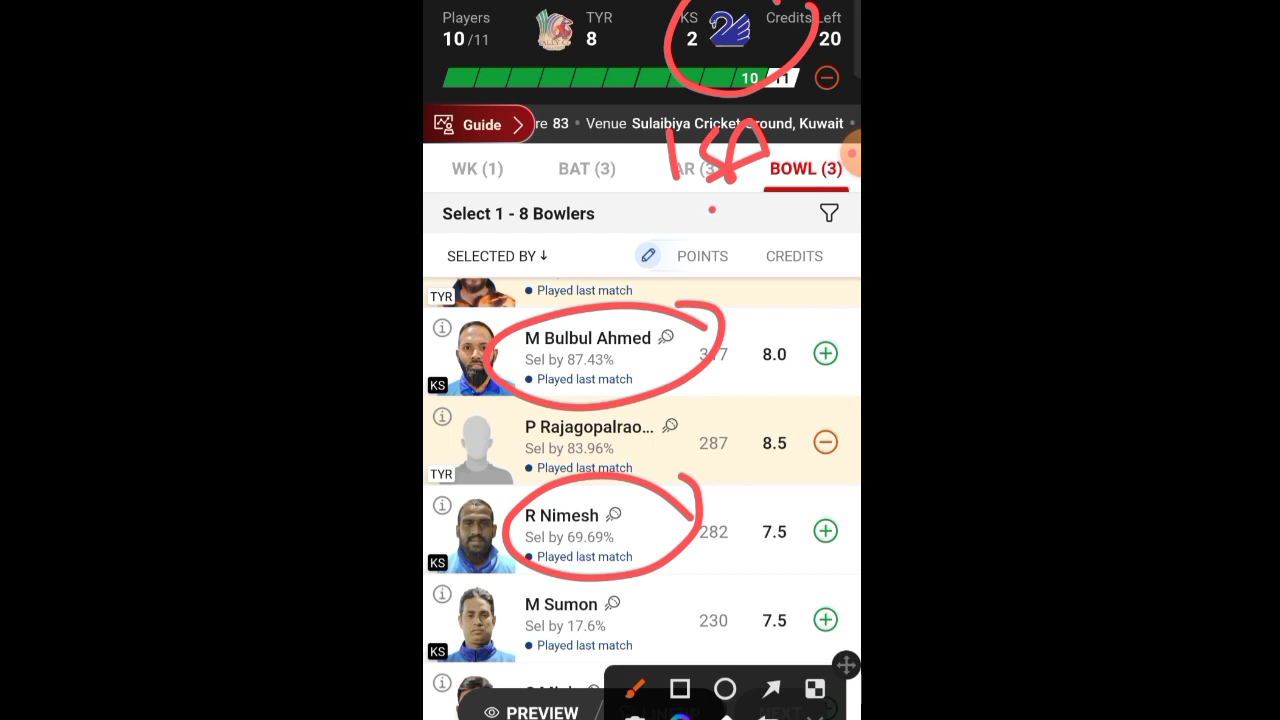 Players TYR KS Credits Left
10/11 8 2 20
10 11
Guide re 83 • Venue Sulaibiya Cricket Ground, Kuwait •
WK (1) BAT (3) AR (3 BOWL (3)
Select 1 - 8 Bowlers
SELECTED BY↓ POINTS CREDITS
TYR Played last match
M Bulbul Ahmed
Sel by 87.43% 8.0
KS Played last match
P Rajagopalrao...
Sel by 83.96% 287 8.5
TYR Played last match
R Nimesh
Sel by 69.69% 282 7.5
KS Played last match
M Sumon
Sel by 17.6% 230 7.5
KS Played last match
PREVIEW